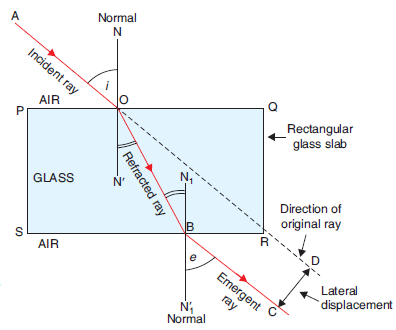 A
Normal
N
Incident ray
i
AIR
O
P
Q
Rectangular
glass slab
Refracted ray
GLASS
N'
N₁
Direction of
original ray
S
B
R
AIR
e
D
Emergent
ray
Lateral
displacement
C
N₁'
Normal